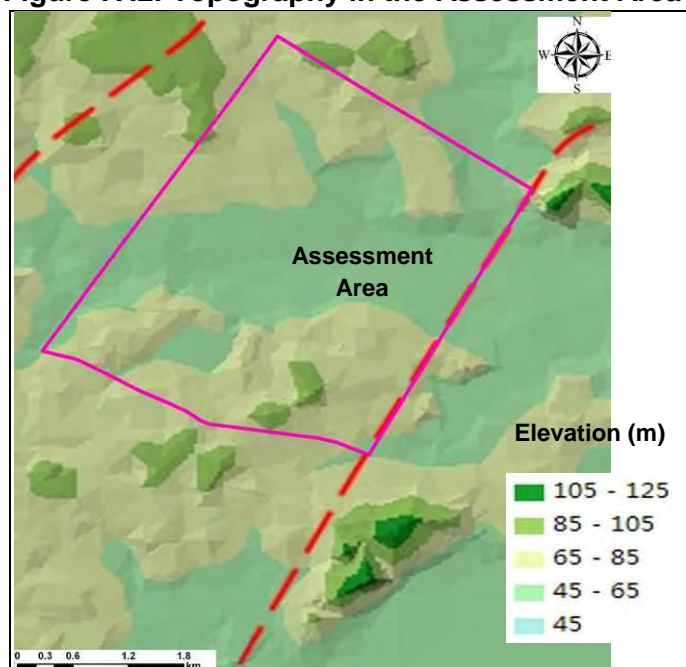 Figure Topography in the Assessment Area
N
W E
S
Assessment
Area
Elevation (m)
105 - 125
85 - 105
65 - 85
45 - 65
45
0 0.3 0.6 1.2 1.8
km